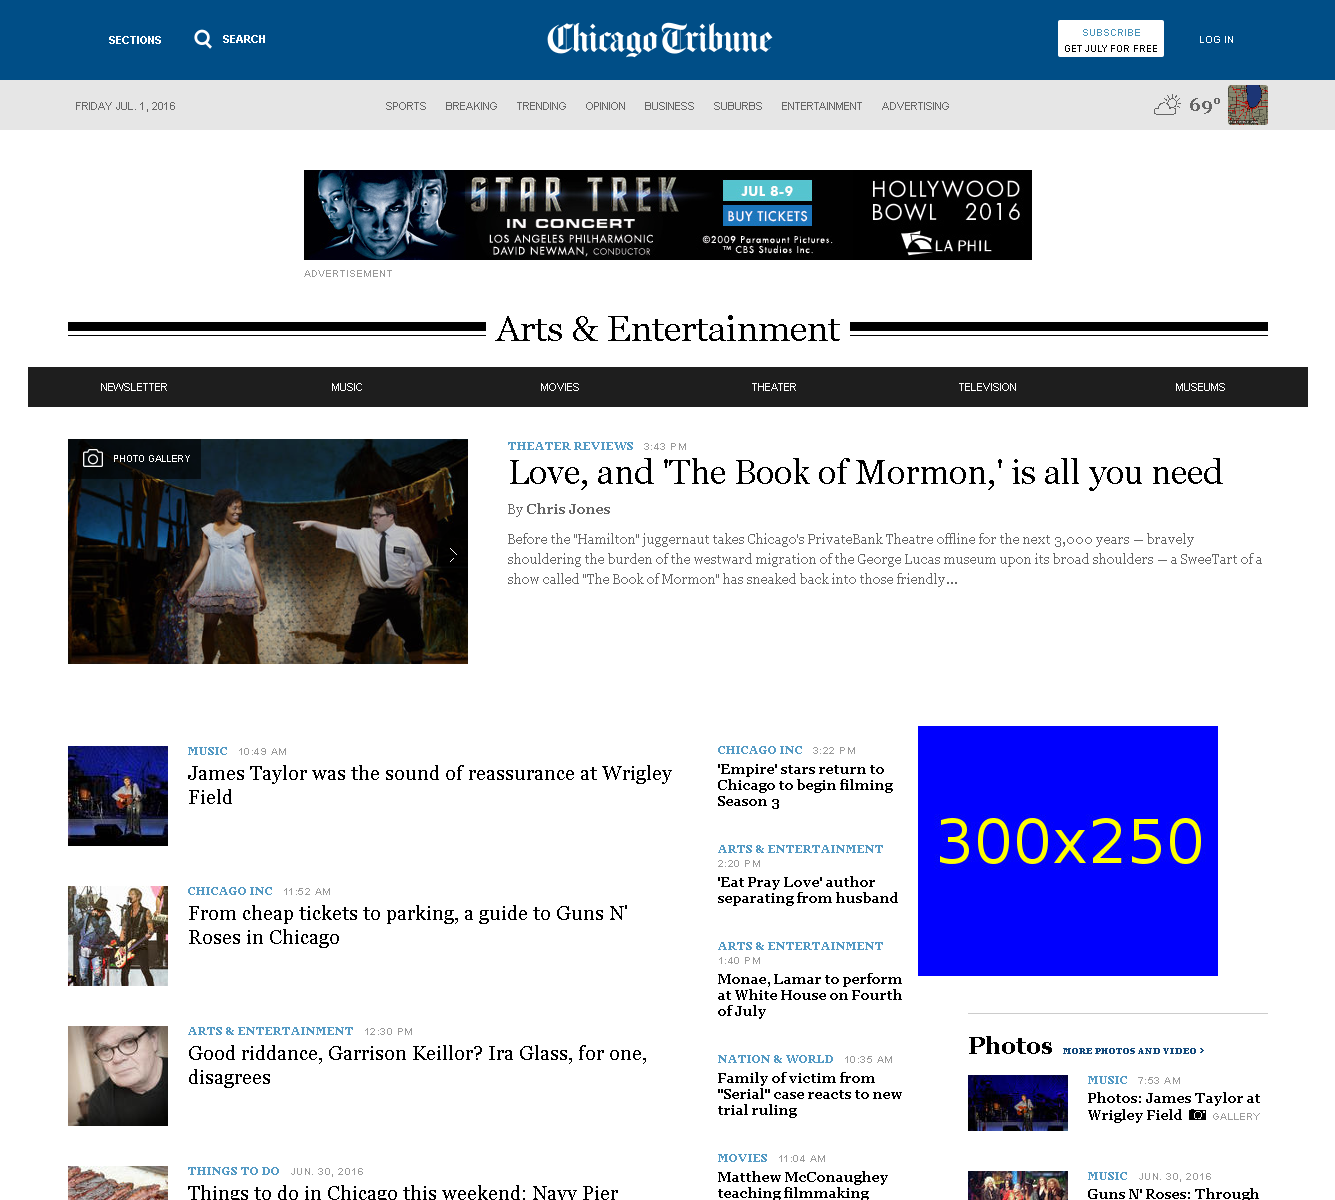 SECTIONS
SEARCH
Chicago Tribune
SUBSCRIBE
GET JULY FOR FREE
LOG IN
FRIDAY JUL. 1, 2016
SPORTS
BREAKING
TRENDING
OPINION
BUSINESS
SUBURBS
ENTERTAINMENT
ADVERTISING
69°
STAR TREK
IN CONCERT
LOS ANGELES PHILHARMONIC
DAVID NEWMAN, CONDUCTOR
JUL 8-9
BUY TICKETS
©2009 Paramount Pictures.
™ CBS Studios Inc.
HOLLYWOOD
BOWL 2016
LA PHIL
ADVERTISEMENT
Arts & Entertainment
NEWSLETTER
MUSIC
MOVIES
THEATER
TELEVISION
MUSEUMS
PHOTO GALLERY
THEATER REVIEWS 3:43 PM
Love, and 'The Book of Mormon,' is all you need
By Chris Jones
Before the "Hamilton" juggernaut takes Chicago's PrivateBank Theatre offline for the next 3,000 years — bravely
shouldering the burden of the westward migration of the George Lucas museum upon its broad shoulders — a SweeTart of a
show called "The Book of Mormon" has sneaked back into those friendly...
MUSIC 10:49 AM
James Taylor was the sound of reassurance at Wrigley
Field
CHICAGO INC 11:52 AM
From cheap tickets to parking, a guide to Guns N'
Roses in Chicago
ARTS & ENTERTAINMENT 12:30 PM
Good riddance, Garrison Keillor? Ira Glass, for one,
disagrees
THINGS TO DO JUN. 30, 2016
Things to do in Chicago this weekend: Navy Pier
CHICAGO INC 3:22 PM
'Empire' stars return to
Chicago to begin filming
Season 3
ARTS & ENTERTAINMENT
2:20 PM
'Eat Pray Love' author
separating from husband
ARTS & ENTERTAINMENT
1:40 PM
Monae, Lamar to perform
at White House on Fourth
of July
NATION & WORLD 10:35 AM
Family of victim from
"Serial" case reacts to new
trial ruling
MOVIES 11:04 AM
Matthew McConaughey
teaching filmmaking
300x250
Photos MORE PHOTOS AND VIDEO ›
MUSIC 7:53 AM
Photos: James Taylor at
Wrigley Field GALLERY
MUSIC JUN. 30, 2016
Guns N' Roses: Through